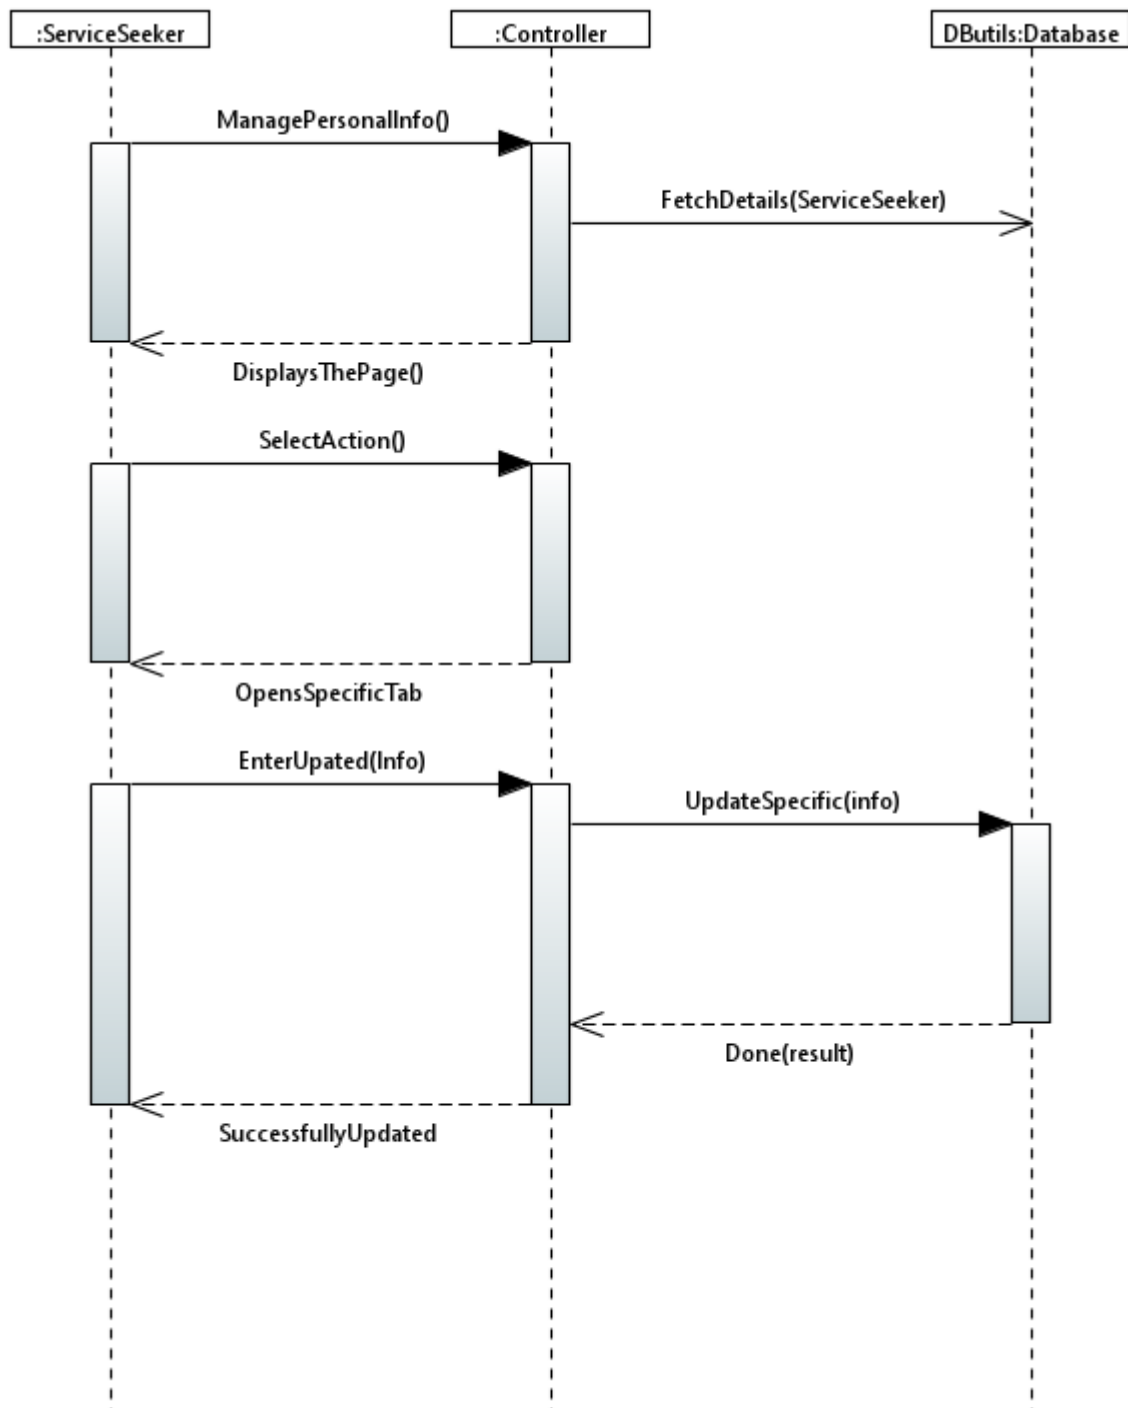 :ServiceSeeker
:Controller
DButils:Database
ManagePersonalInfo()
FetchDetails(ServiceSeeker)
DisplaysThePage()
SelectAction()
OpensSpecificTab
EnterUpated(Info)
UpdateSpecific(info)
Done(result)
SuccessfullyUpdated